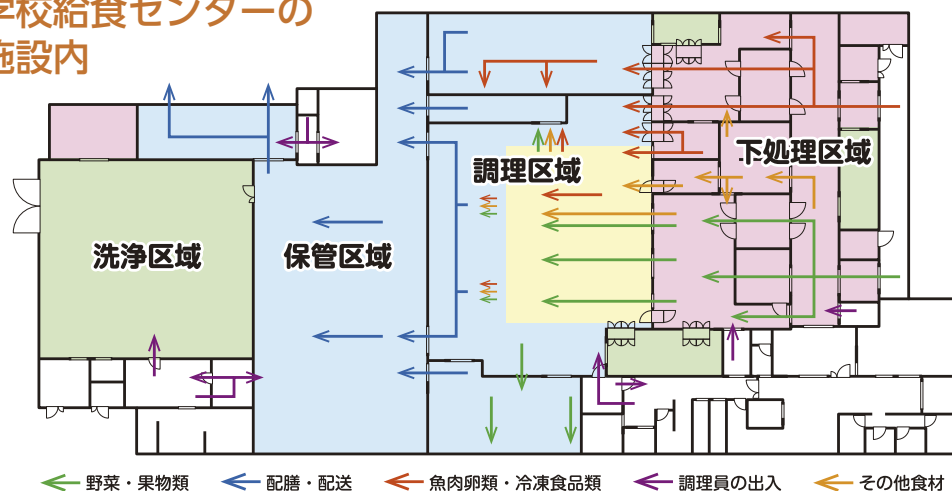 学校給食センターの
施設内
下処理区域
調理区域
洗浄区域
保管区域
野菜・果物類
配膳・配送
魚肉卵類・冷凍食品類
調理員の出入
その他食材